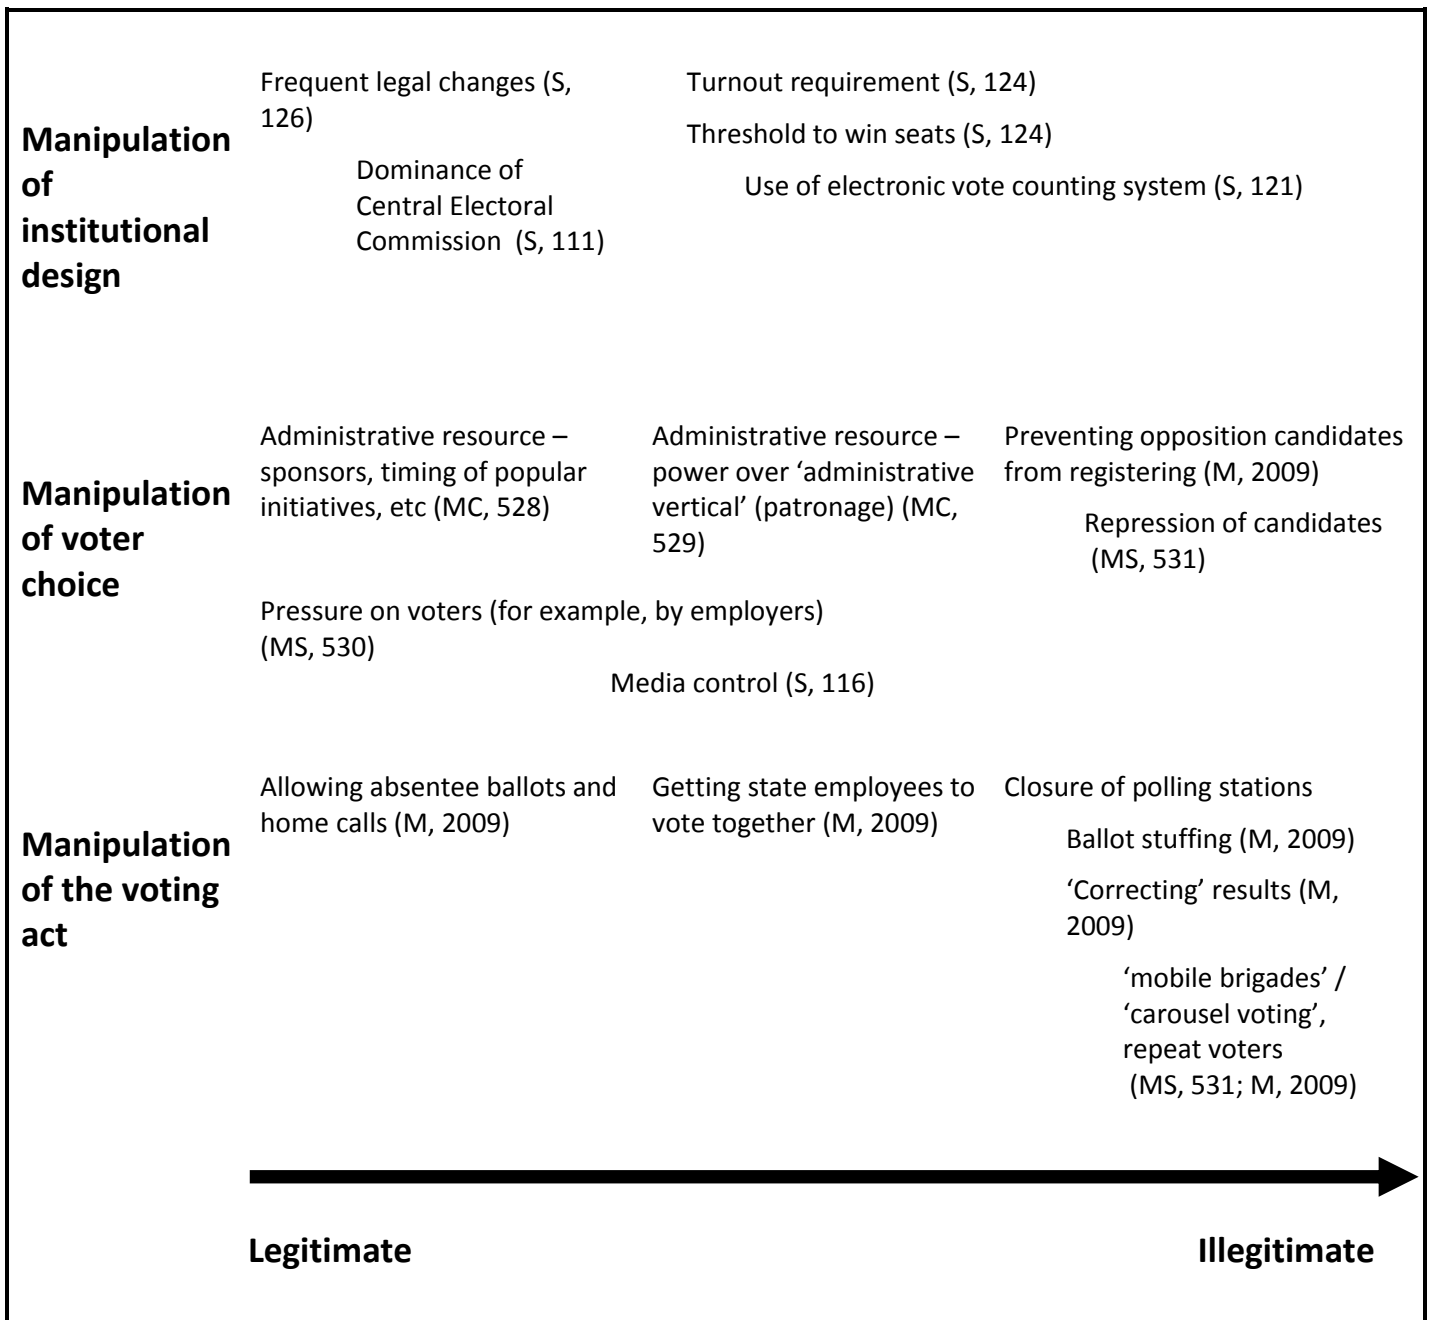 Manipulation
of
institutional
design
Frequent legal changes (S,
126)
Dominance of
Central Electoral
Commission (S, 111)
Turnout requirement (S, 124)
Threshold to win seats (S, 124)
Use of electronic vote counting system (S, 121)
Manipulation
of voter
choice
Administrative resource –
sponsors, timing of popular
initiatives, etc (MC, 528)
Administrative resource –
power over ‘administrative
vertical’ (patronage) (MC,
529)
Preventing opposition candidates
from registering (M, 2009)
Repression of candidates
(MS, 531)
Pressure on voters (for example, by employers)
(MS, 530)
Media control (S, 116)
Manipulation
of the voting
act
Allowing absentee ballots and
home calls (M, 2009)
Getting state employees to
vote together (M, 2009)
Closure of polling stations
Ballot stuffing (M, 2009)
‘Correcting’ results (M,
2009)
‘mobile brigades’ /
‘carousel voting’,
repeat voters
(MS, 531; M, 2009)
Legitimate
Illegitimate